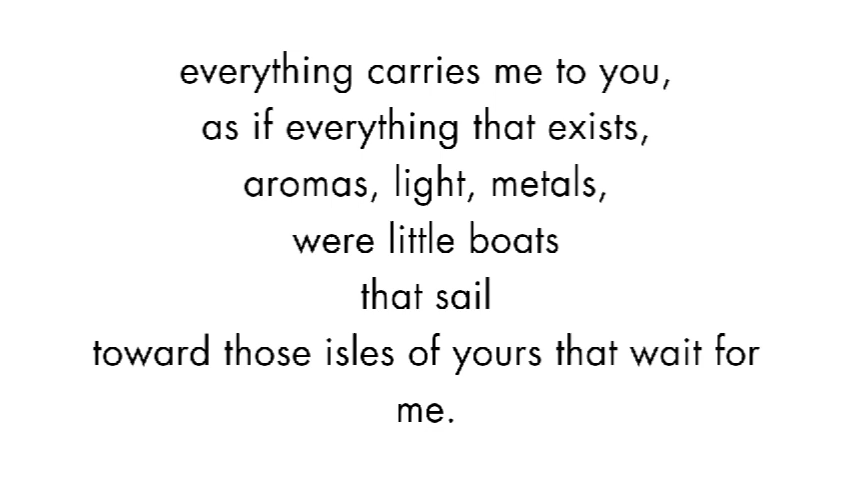 everything carries me to you,
as if everything that exists,
aromas, light, metals,
were little boats
that sail
toward those isles of yours that wait for
me.